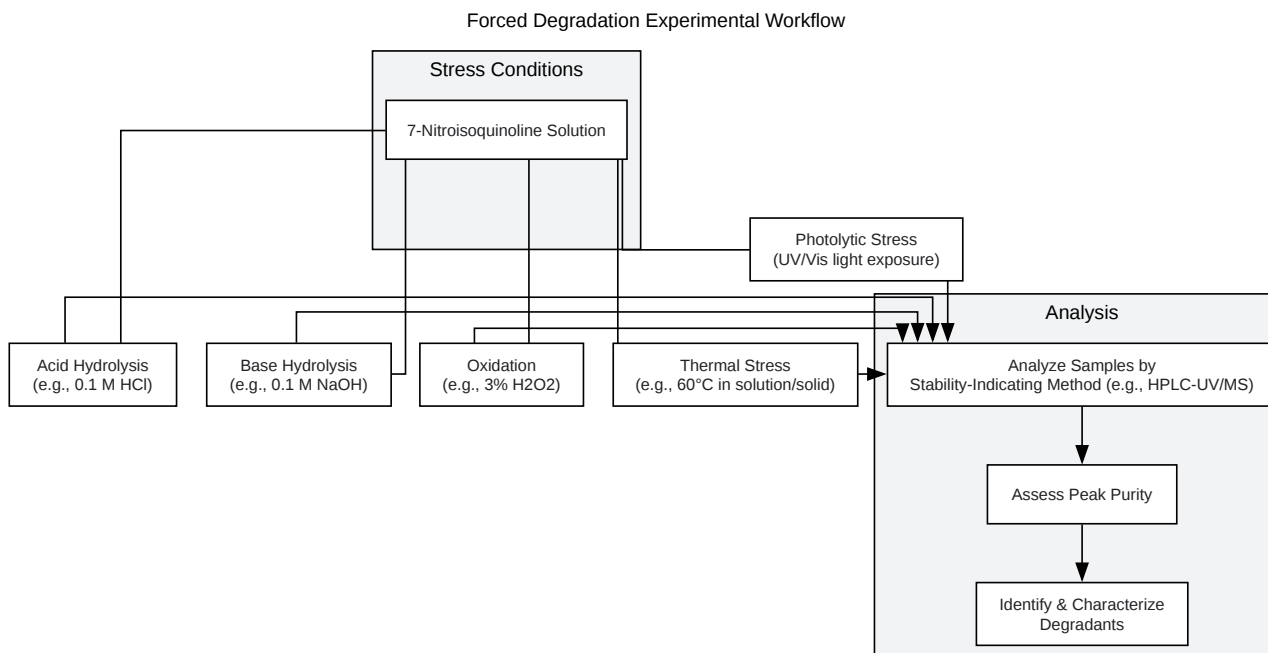 Forced Degradation Experimental Workflow
Stress Conditions
7-Nitroisoquinoline Solution
Photolytic Stress
(UV/Vis light exposure)
Analysis
Acid Hydrolysis
(e.g., 0.1 M HCl)
Base Hydrolysis
(e.g., 0.1 M NaOH)
Oxidation
(e.g., 3% H2O2)
Thermal Stress
(e.g., 60°C in solution/solid)
Analyze Samples by
Stability-Indicating Method (e.g., HPLC-UV/MS)
Assess Peak Purity
Identify & Characterize
Degradants